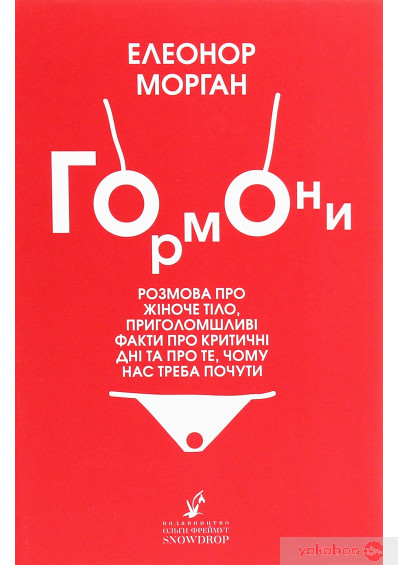 ЕЛЕОНОР
МОРГАН
ГОрмОни
РОЗМОВА ПРО
ЖІНОЧЕ ТІЛО,
ПРИГОЛОМШЛИВІ
ФАКТИ ПРО КРИТИЧНІ
ДНІ ТА ПРО ТЕ, ЧОМУ
НАС ТРЕБА ПОЧУТИ
видавництво
ОЛЬГИ ФРЕЙМУТ
SNOWDROP
yakaboo